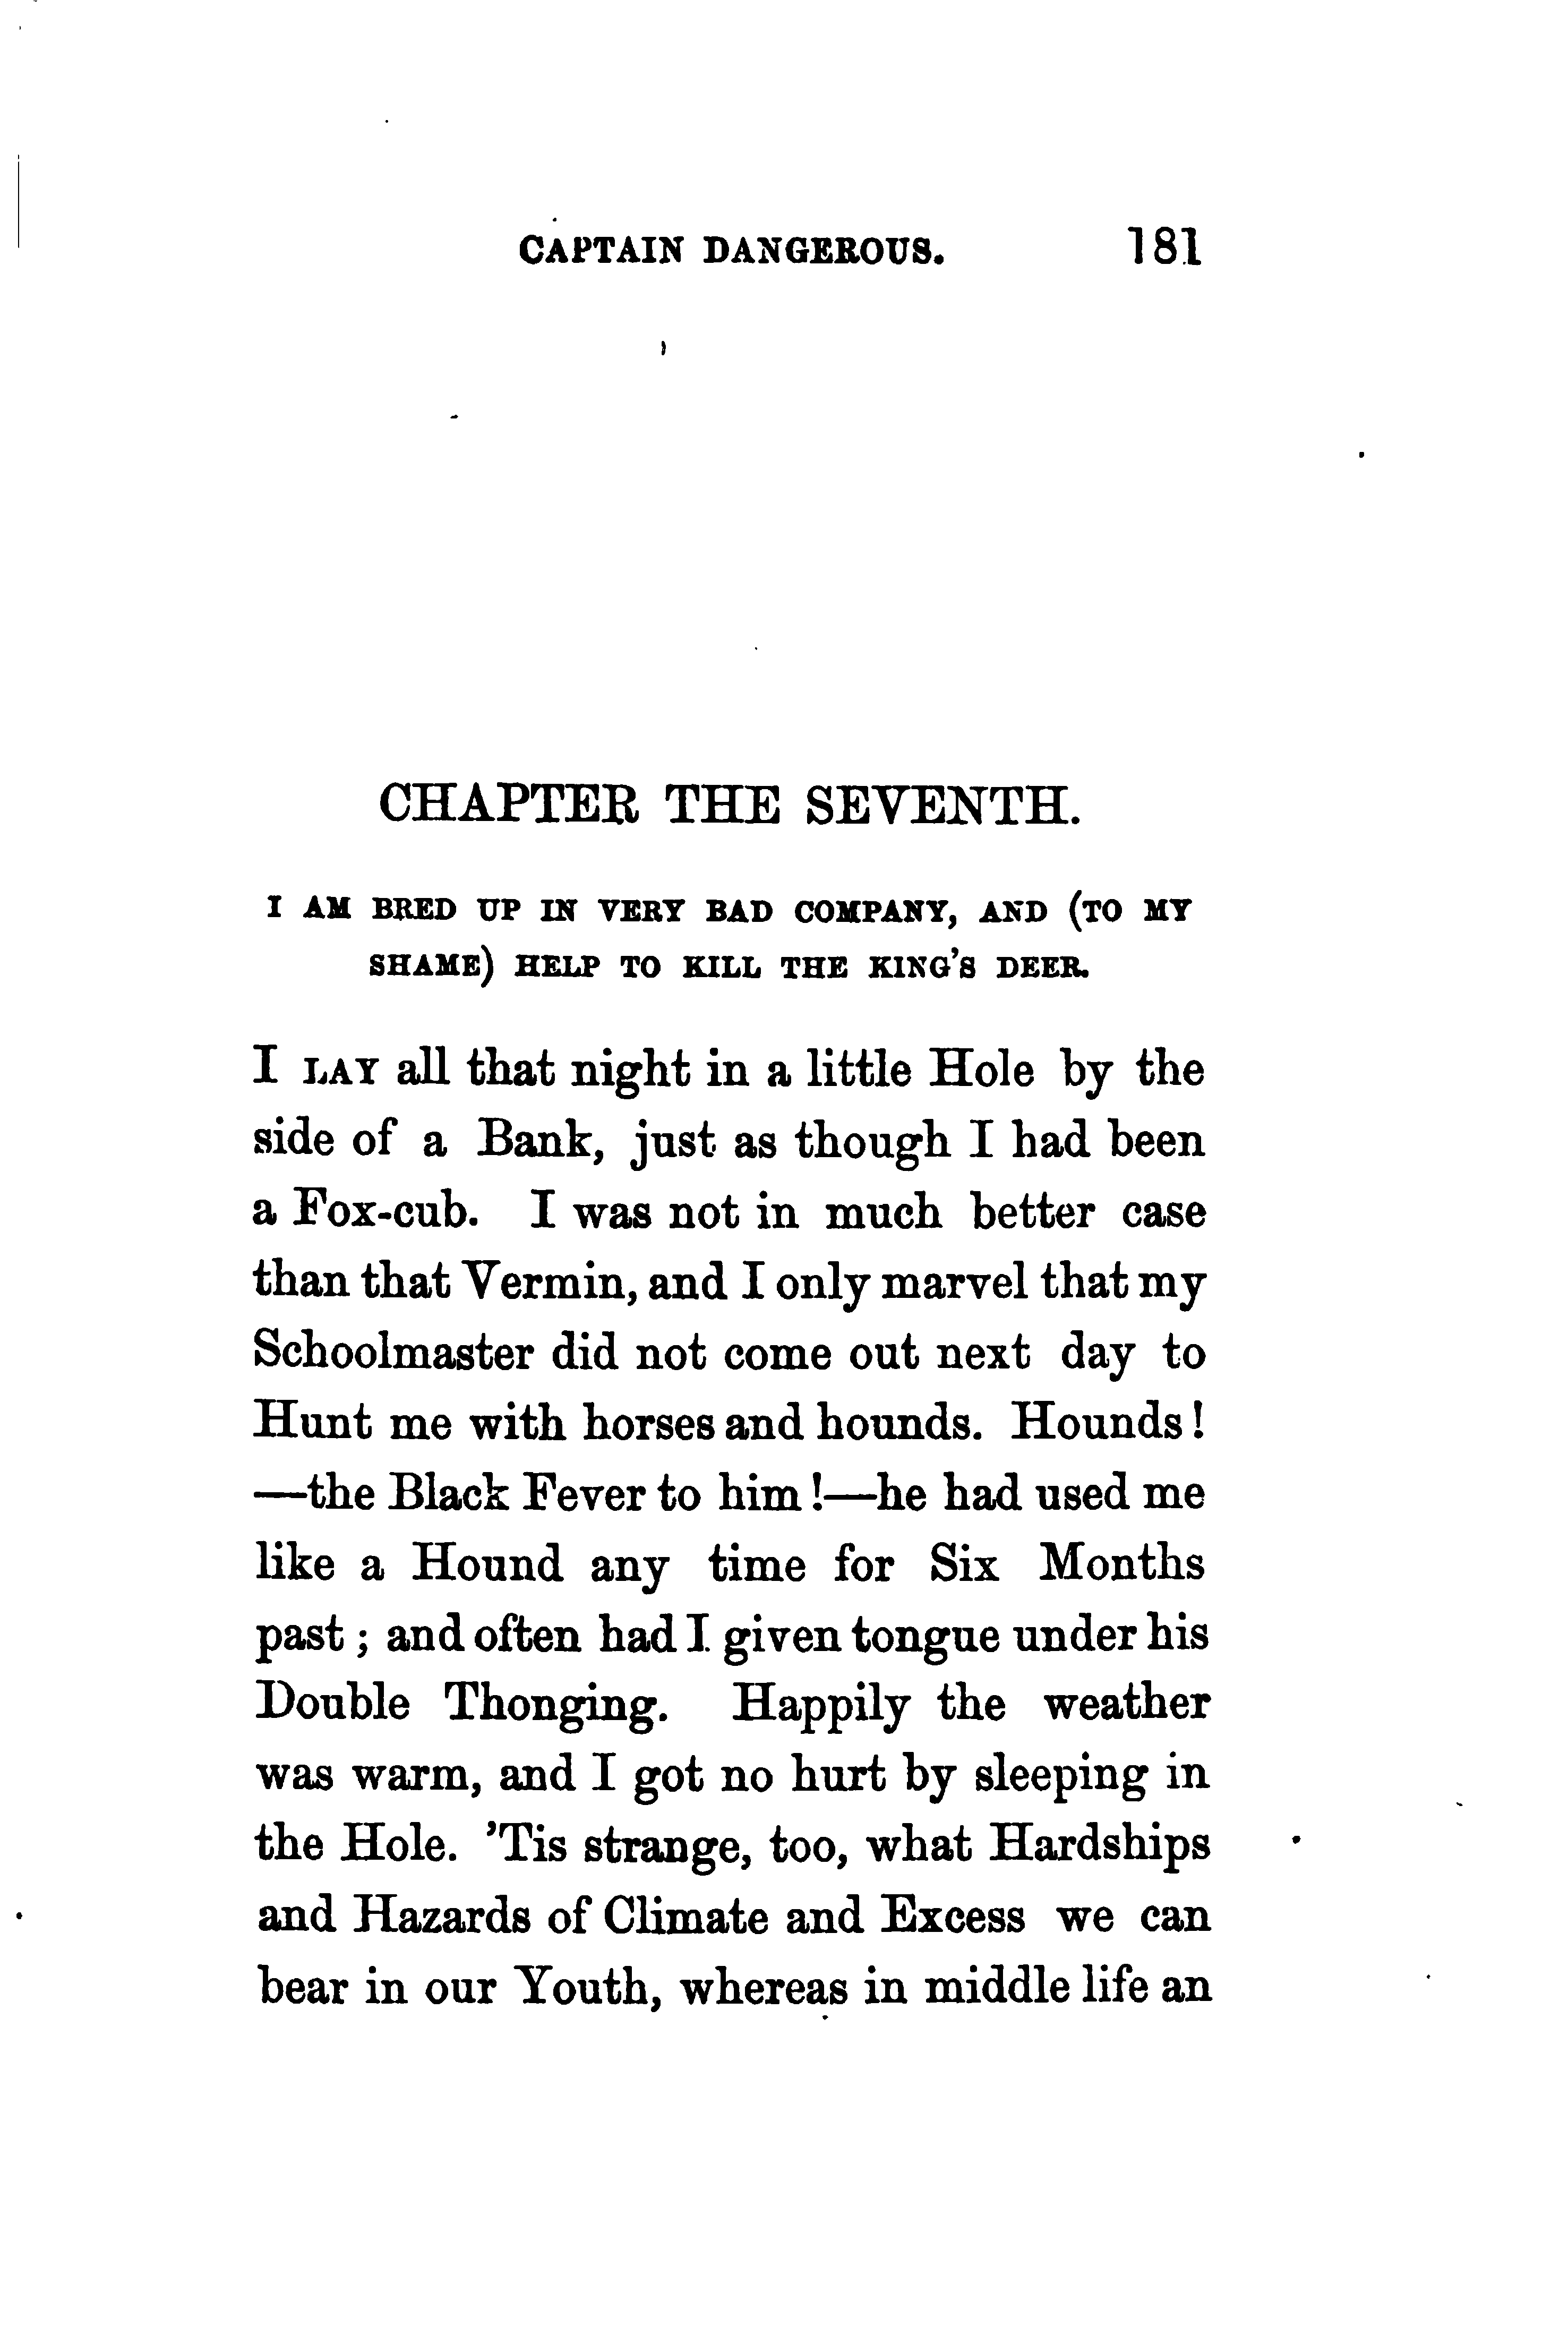 CAPTAIN DANGEROUS. 181
CHAPTER THE SEVENTH.
I AM BRED UP IN VERY BAD COMPANY, AND (TO MY
SHAME) HELP TO KILL THE KING'S DEER.
I LAY all that night in a little Hole by the
side of a Bank, just as though I had been
a Fox-cub. I was not in much better case
than that Vermin, and I only marvel that my
Schoolmaster did not come out next day to
Hunt me with horses and hounds. Hounds!
—the Black Fever to him!—he had used me
like a Hound any time for Six Months
past; and often had I given tongue under his
Double Thonging. Happily the weather
was warm, and I got no hurt by sleeping in
the Hole. 'Tis strange, too, what Hardships
and Hazards of Climate and Excess we can
bear in our Youth, whereas in middle life an